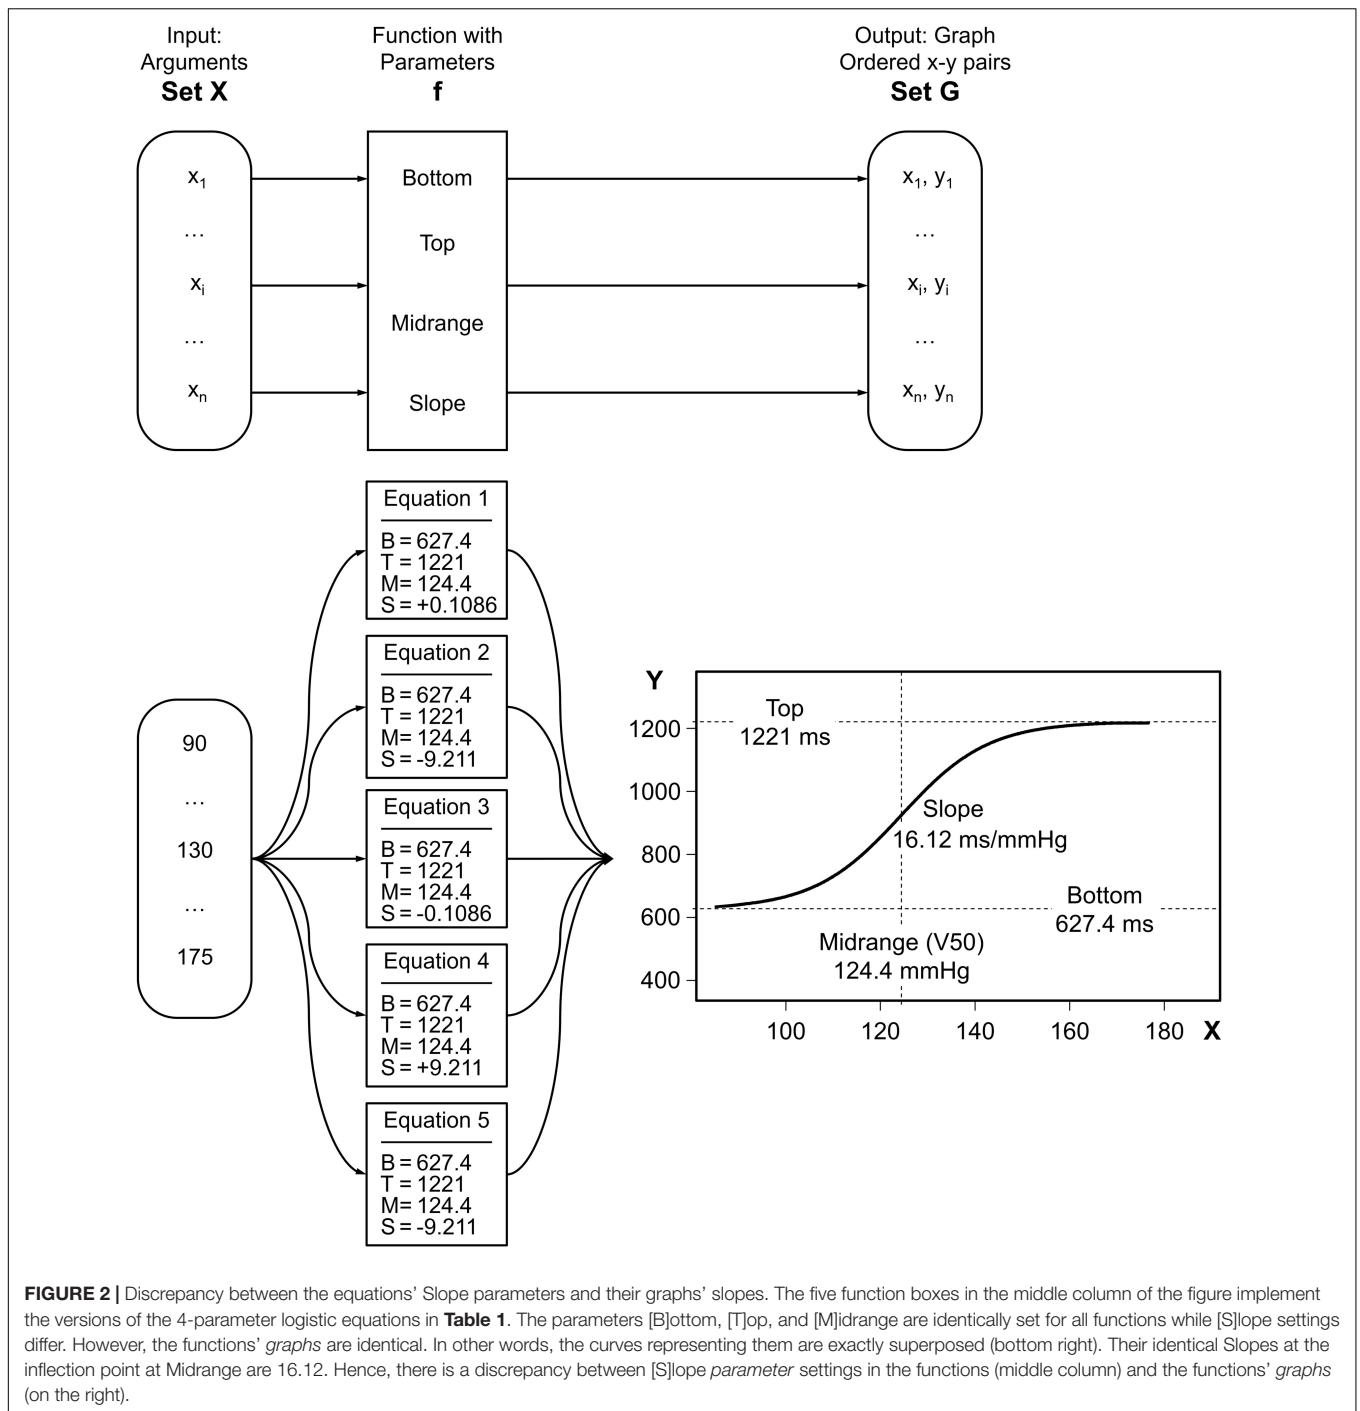 Input:
Arguments
Set X
Function with
Parameters
f
Output: Graph
Ordered x-y pairs
Set G
x1
...
xi
...
xn
Bottom
Top
Midrange
Slope
x1, y1
...
xi, yi
...
xn, yn
Equation 1
B = 627.4
T = 1221
M= 124.4
S = +0.1086
Equation 2
B = 627.4
T = 1221
M= 124.4
S = -9.211
Equation 3
B = 627.4
T = 1221
M= 124.4
S = -0.1086
Equation 4
B = 627.4
T = 1221
M= 124.4
S = +9.211
Equation 5
B = 627.4
T = 1221
M= 124.4
S = -9.211
90
...
130
...
175
Y
1200
1000
800
600
400
Top
1221 ms
Slope
16.12 ms/mmHg
Bottom
627.4 ms
Midrange (V50)
124.4 mmHg
100 120 140 160 180 X
FIGURE 2 | Discrepancy between the equations' Slope parameters and their graphs' slopes. The five function boxes in the middle column of the figure implement
the versions of the 4-parameter logistic equations in Table 1. The parameters [B]ottom, [T]op, and [M]idrange are identically set for all functions while [S]lope settings
differ. However, the functions' graphs are identical. In other words, the curves representing them are exactly superposed (bottom right). Their identical Slopes at the
inflection point at Midrange are 16.12. Hence, there is a discrepancy between [S]lope parameter settings in the functions (middle column) and the functions' graphs
(on the right).